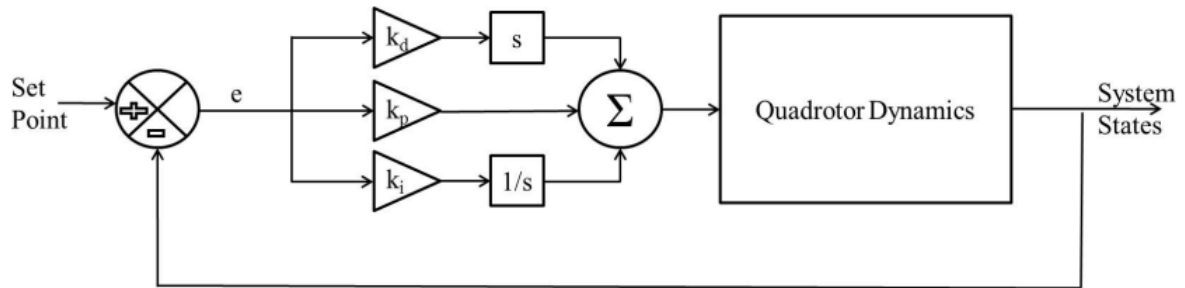 Set
Point
+
-
e
k_d
s
k_p
k_i
1/s
Σ
Quadrotor Dynamics
System
States